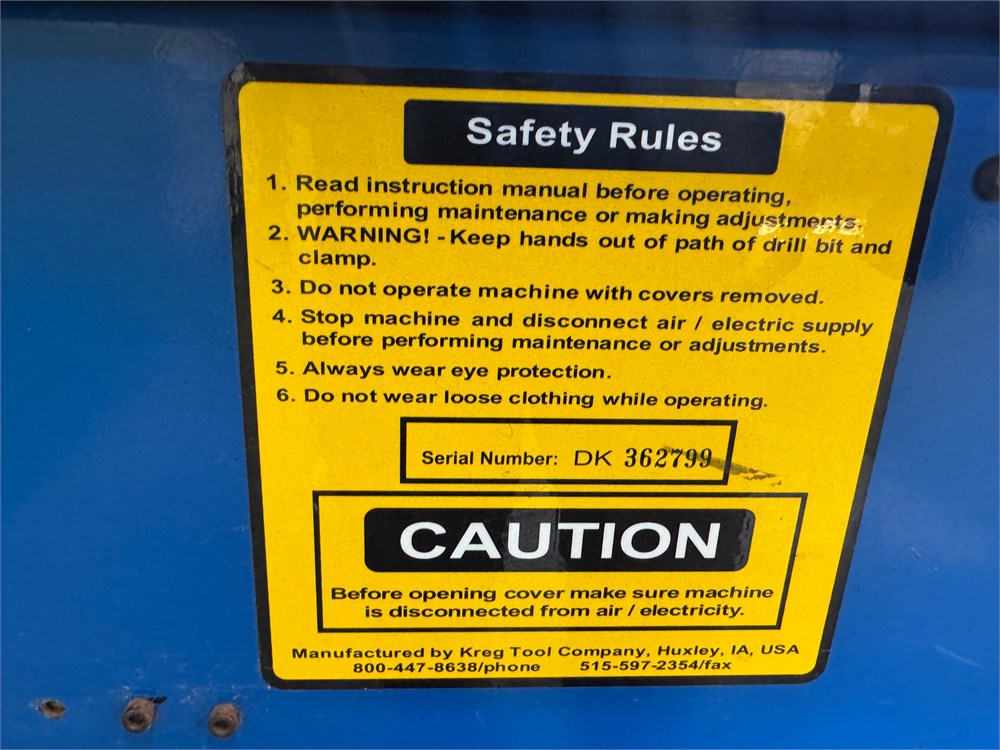 Safety Rules
1. Read instruction manual before operating,
performing maintenance or making adjustments.
2. WARNING! - Keep hands out of path of drill bit and
clamp.
3. Do not operate machine with covers removed.
4. Stop machine and disconnect air / electric supply
before performing maintenance or adjustments.
5. Always wear eye protection.
6. Do not wear loose clothing while operating.
Serial Number: DK 362799
CAUTION
Before opening cover make sure machine
is disconnected from air / electricity.
Manufactured by Kreg Tool Company, Huxley, IA, USA
800-447-8638/phone 515-597-2354/fax